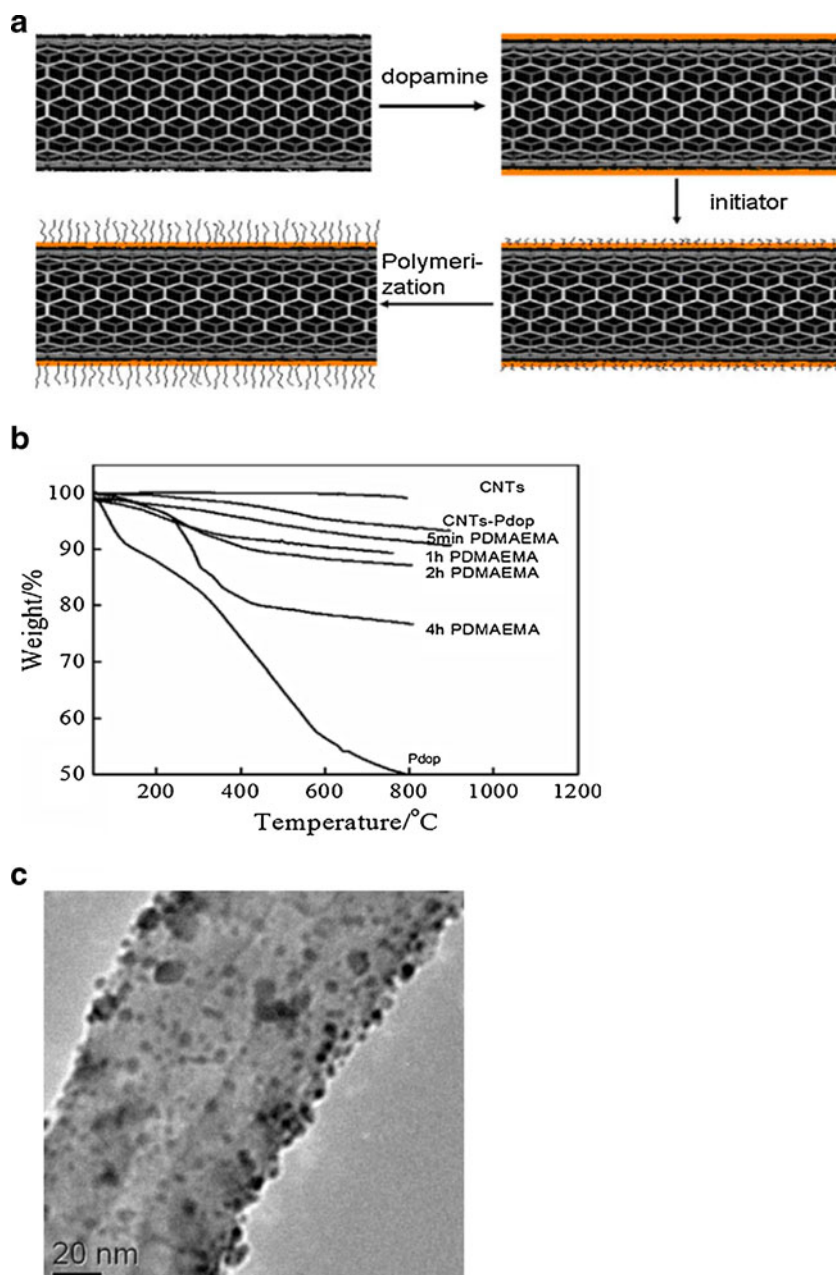 a
dopamine
initiator
Polymeri-
zation
b
Weight/%
100
90
80
70
60
50
CNTs
CNTs-Pdop
5min PDMAEMA
1h PDMAEMA
2h PDMAEMA
4h PDMAEMA
Pdop
200 400 600 800 1000 1200
Temperature/°C
c
20 nm